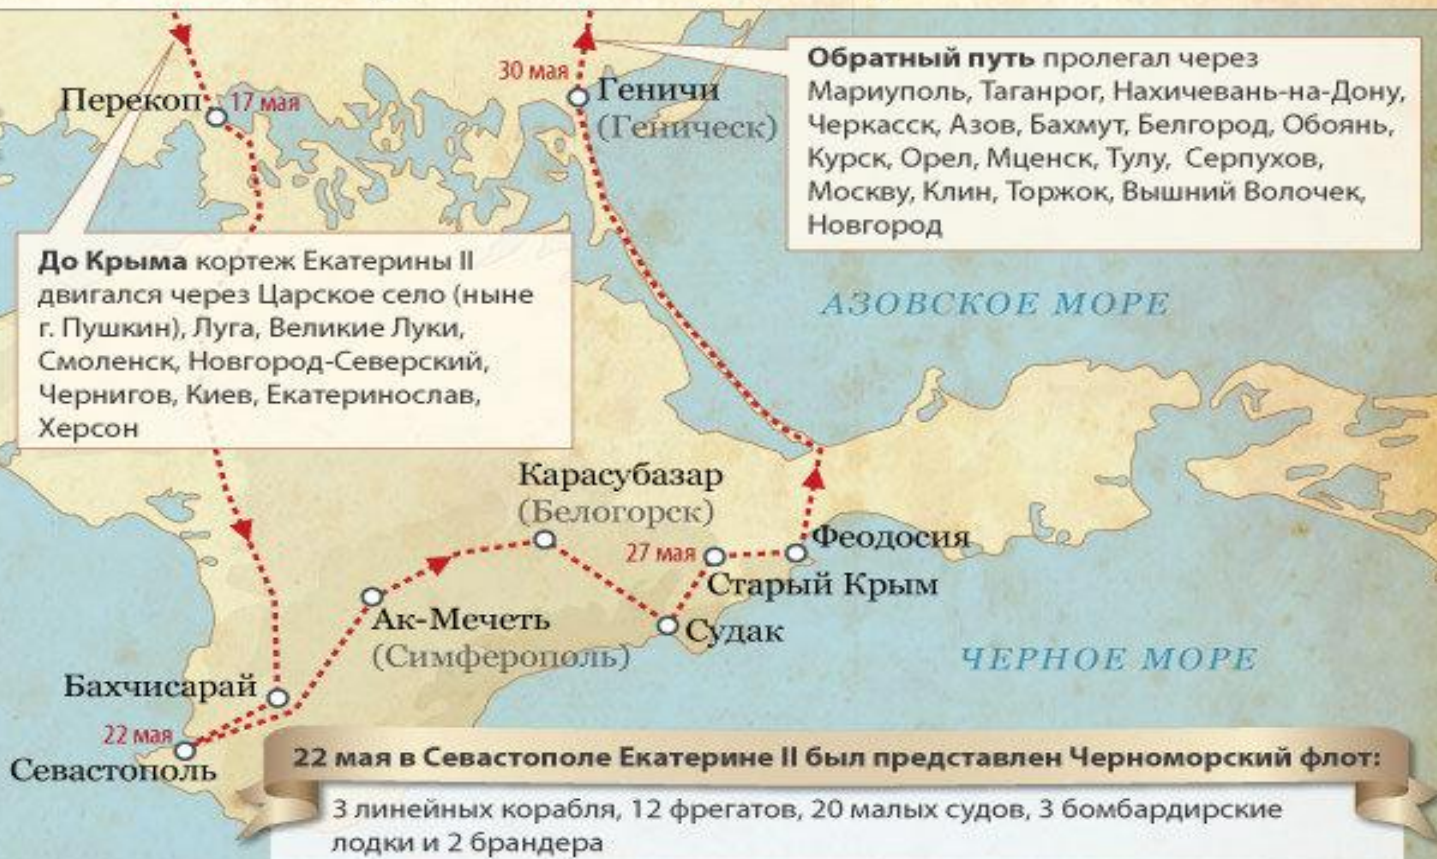 Перекоп
17 мая
30 мая
Геничи
(Геническ)
Обратный путь пролегал через
Мариуполь, Таганрог, Нахичевань-на-Дону,
Черкасск, Азов, Бахмут, Белгород, Обоянь,
Курск, Орел, Мценск, Тулу, Серпухов,
Москву, Клин, Торжок, Вышний Волочек,
Новгород
До Крыма кортеж Екатерины II
двигался через Царское село (ныне
г. Пушкин), Луга, Великие Луки,
Смоленск, Новгород-Северский,
Чернигов, Киев, Екатеринослав,
Херсон
АЗОВСКОЕ МОРЕ
Карасубазар
(Белогорск)
27 мая
Феодосия
Старый Крым
Ак-Мечеть
(Симферополь)
Судак
ЧЕРНОЕ МОРЕ
Бахчисарай
22 мая
Севастополь
22 мая в Севастополе Екатерине II был представлен Черноморский флот:
3 линейных корабля, 12 фрегатов, 20 малых судов, 3 бомбардирские
лодки и 2 брандера